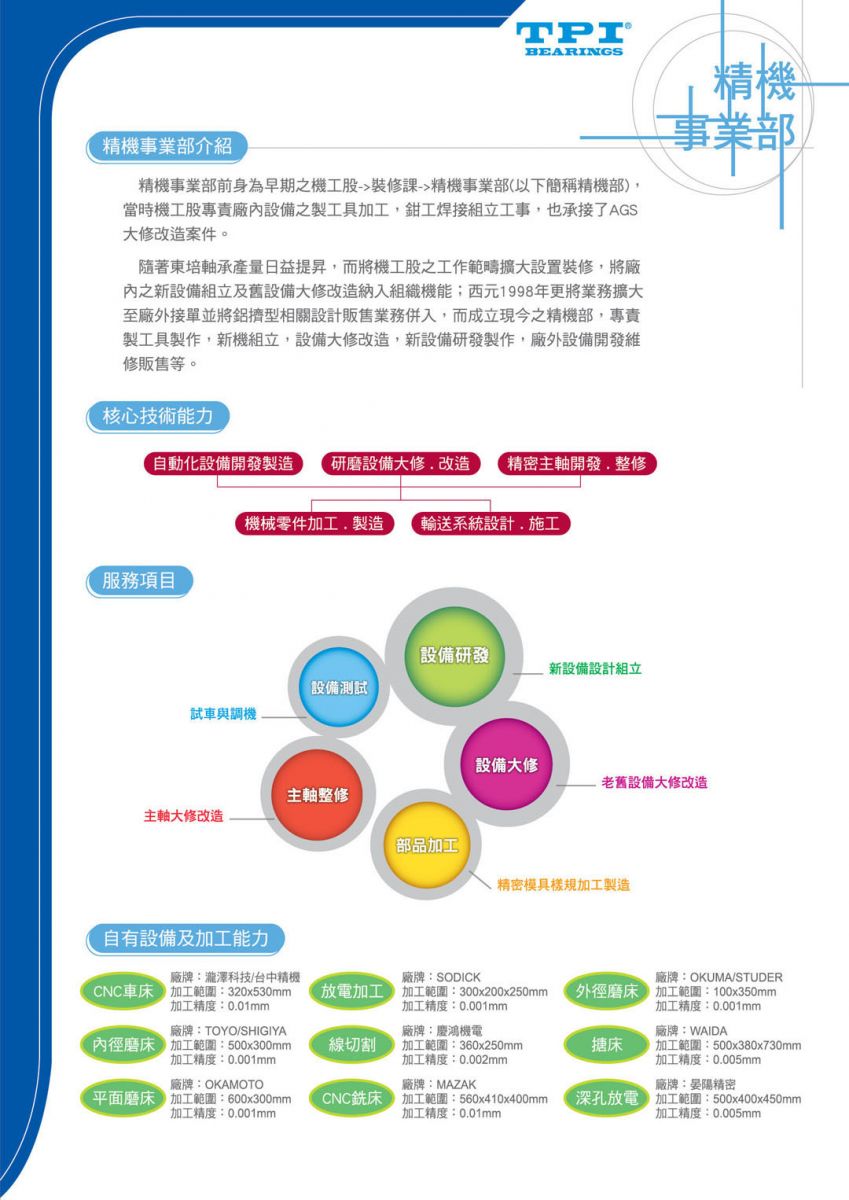 TPI®
BEARINGS
精機
事業部
精機事業部介紹
精機事業部前身為早期之機工股->裝修課->精機事業部(以下簡稱精機部)，
當時機工股專責廠內設備之製工具加工，鉗工焊接組立工事，也承接了AGS
大修改造案件。
隨著東培軸承產量日益提昇，而將機工股之工作範疇擴大設置裝修，將廠
內之新設備組立及舊設備大修改造納入組織機能；西元1998年更將業務擴大
至廠外接單並將鋁擠型相關設計販售業務併入，而成立現今之精機部，專責
製工具製作，新機組立，設備大修改造，新設備研發製作，廠外設備開發維
修販售等。
核心技術能力
自動化設備開發製造
研磨設備大修．改造
精密主軸開發．整修
機械零件加工．製造
輸送系統設計．施工
服務項目
設備研發
新設備設計組立
設備測試
試車與調機
設備大修
老舊設備大修改造
主軸整修
主軸大修改造
部品加工
精密模具樣規加工製造
自有設備及加工能力
CNC車床
廠牌：瀧澤科技/台中精機
加工範圍：320x530mm
加工精度：0.01mm
放電加工
廠牌：SODICK
加工範圍：300x200x250mm
加工精度：0.001mm
外徑磨床
廠牌：OKUMA/STUDER
加工範圍：100x350mm
加工精度：0.001mm
內徑磨床
廠牌：TOYO/SHIGIYA
加工範圍：500x300mm
加工精度：0.001mm
線切割
廠牌：慶鴻機電
加工範圍：360x250mm
加工精度：0.002mm
搪床
廠牌：WAIDA
加工範圍：500x380x730mm
加工精度：0.005mm
平面磨床
廠牌：OKAMOTO
加工範圍：600x300mm
加工精度：0.001mm
CNC銑床
廠牌：MAZAK
加工範圍：560x410x400mm
加工精度：0.01mm
深孔放電
廠牌：晏陽精密
加工範圍：500x400x450mm
加工精度：0.005mm